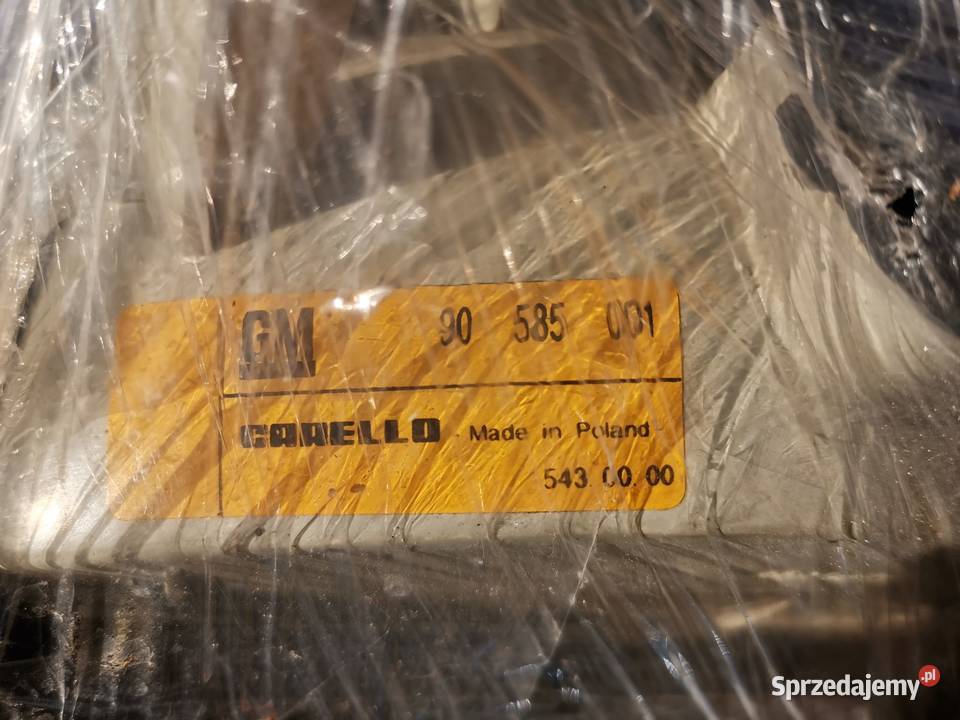 GM 90 585 001
CARELLO - Made in Poland -
543.00.00
Sprzedajemy.pl